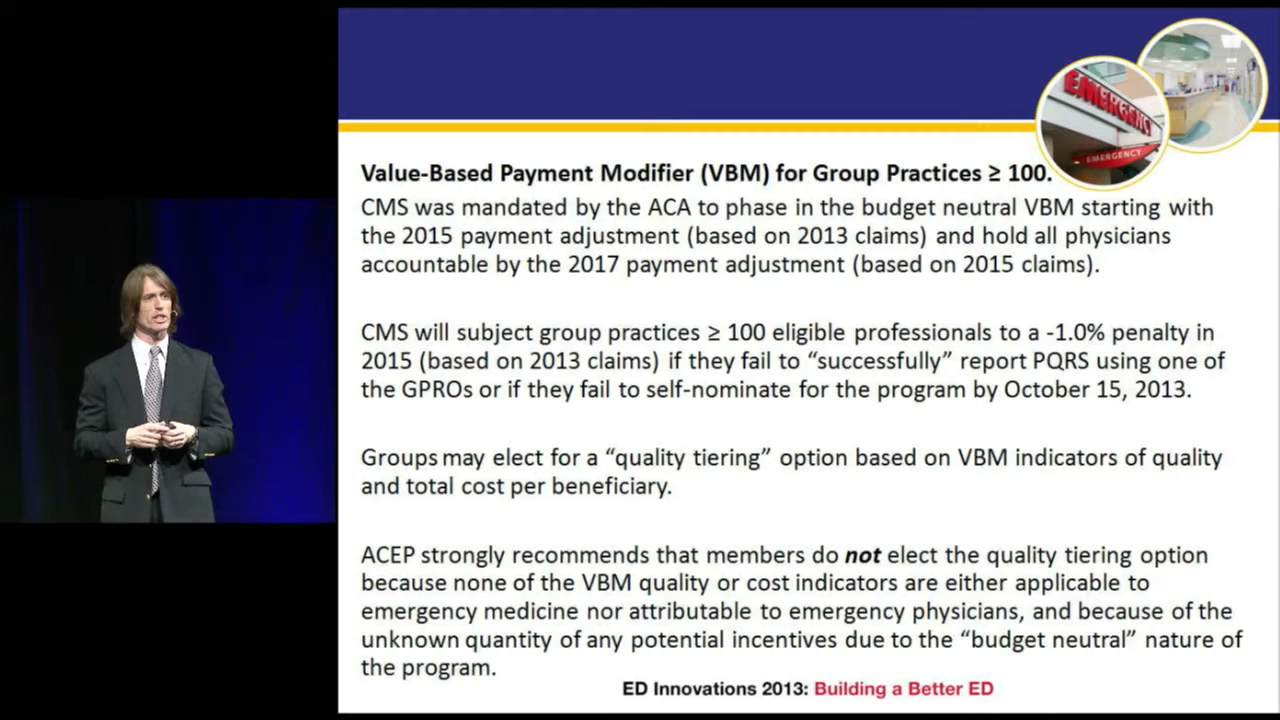 EMERGENCY
EMERGENCY
Value-Based Payment Modifier (VBM) for Group Practices ≥ 100.
CMS was mandated by the ACA to phase in the budget neutral VBM starting with
the 2015 payment adjustment (based on 2013 claims) and hold all physicians
accountable by the 2017 payment adjustment (based on 2015 claims).
CMS will subject group practices ≥ 100 eligible professionals to a -1.0% penalty in
2015 (based on 2013 claims) if they fail to “successfully” report PQRS using one of
the GPROs or if they fail to self-nominate for the program by October 15, 2013.
Groups may elect for a “quality tiering” option based on VBM indicators of quality
and total cost per beneficiary.
ACEP strongly recommends that members do not elect the quality tiering option
because none of the VBM quality or cost indicators are either applicable to
emergency medicine nor attributable to emergency physicians, and because of the
unknown quantity of any potential incentives due to the “budget neutral” nature of
the program.
ED Innovations 2013: Building a Better ED